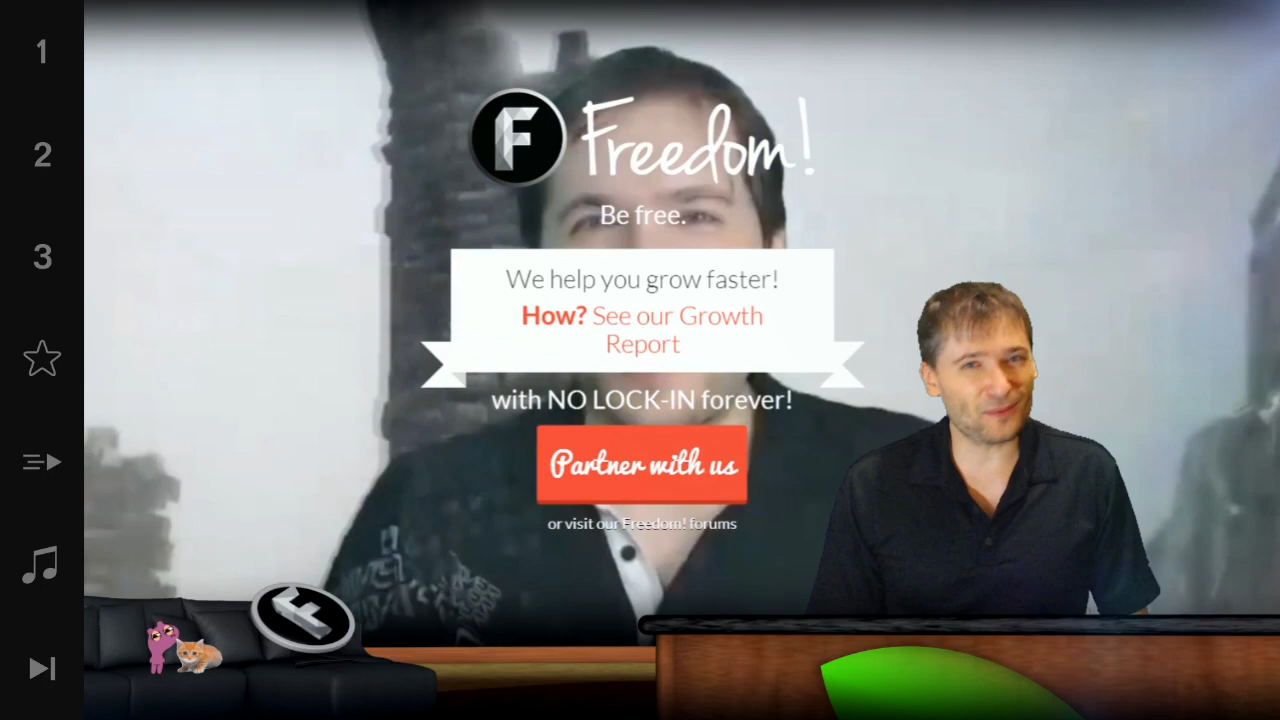 1
2
3
F Freedom!
Be free.
We help you grow faster!
How? See our Growth
Report
with NO LOCK-IN forever!
Partner with us
or visit our Freedom! forums
F